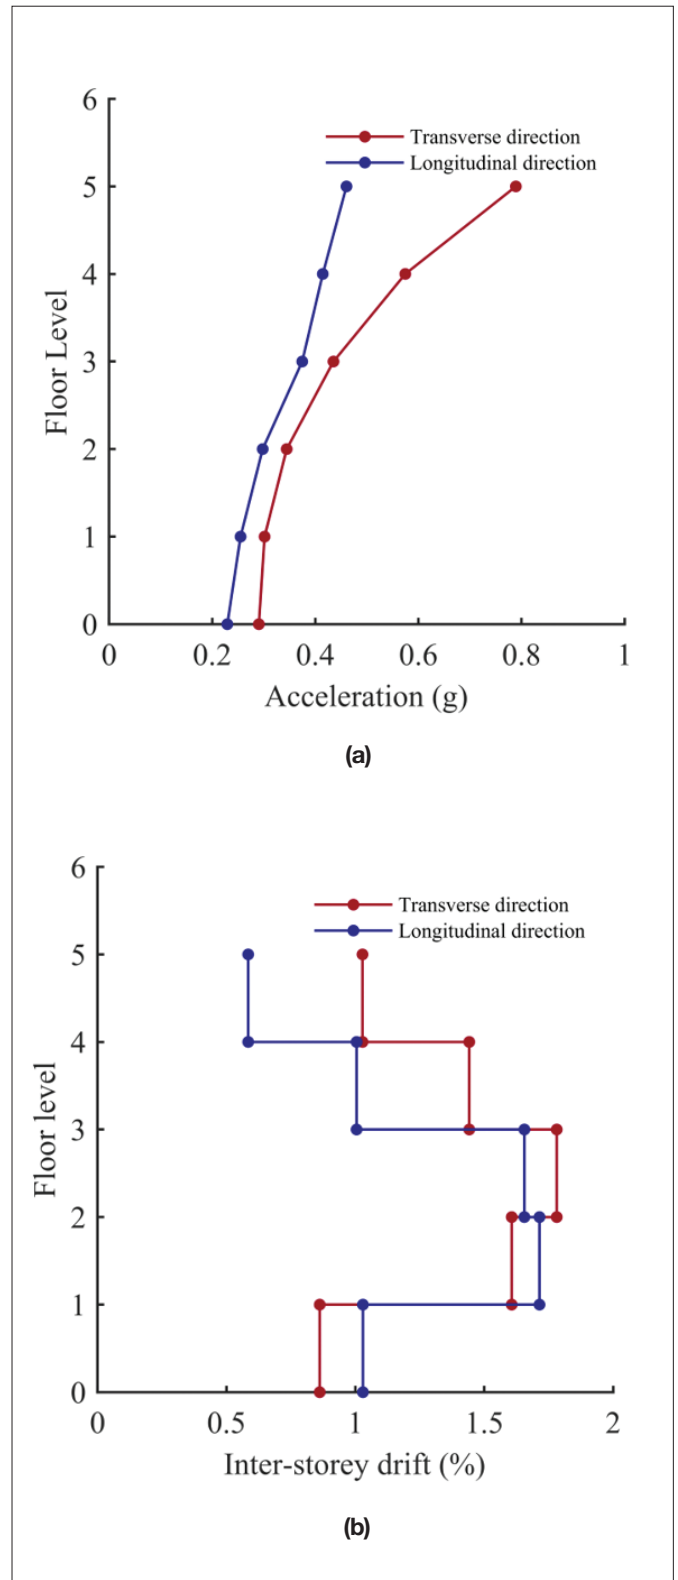 6
Transverse direction
Longitudinal direction
5
4
3
2
1
0
Floor Level
0 0.2 0.4 0.6 0.8 1
Acceleration (g)
(a)
6
Transverse direction
Longitudinal direction
5
4
3
2
1
0
Floor level
0 0.5 1 1.5 2
Inter-storey drift (%)
(b)